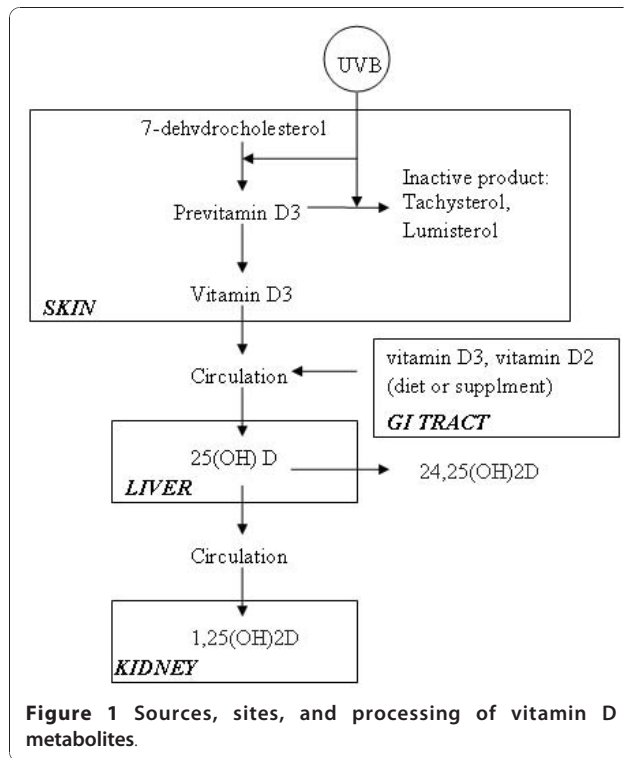 UVB
7-dehvdrocholesterol
Inactive product:
Tachysterol,
Lumisterol
Previtamin D3
Vitamin D3
SKIN
Circulation
vitamin D3, vitamin D2
(diet or supplment)
GI TRACT
25(OH) D
LIVER
24,25(OH)2D
Circulation
1,25(OH)2D
KIDNEY
Figure 1 Sources, sites, and processing of vitamin D
metabolites.